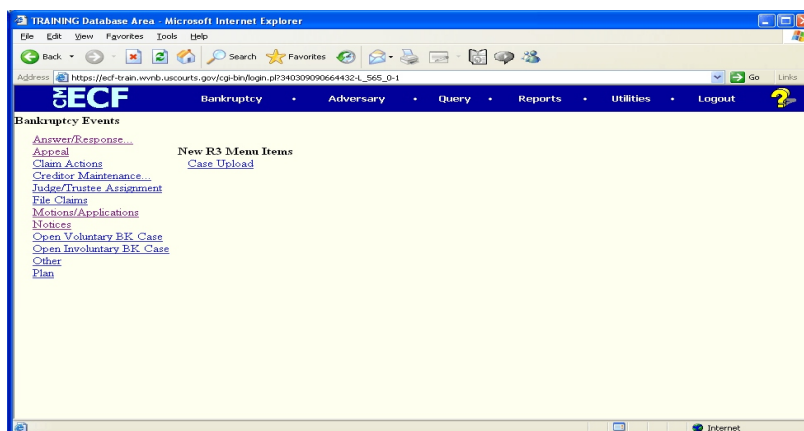 TRAINING Database Area - Microsoft Internet Explorer
File Edit View Favorites Tools Help
Back Search Favorites
Address https://ecf-train.wvnb.uscourts.gov/cgi-bin/login.pl?340309090664432-L_565_0-1 Go Links
CM ECF Bankruptcy • Adversary • Query • Reports • Utilities • Logout ?
Bankruptcy Events
Answer/Response...
Appeal
Claim Actions
Creditor Maintenance...
Judge/Trustee Assignment
File Claims
Motions/Applications
Notices
Open Voluntary BK Case
Open Involuntary BK Case
Other
Plan
New R3 Menu Items
Case Upload
Internet